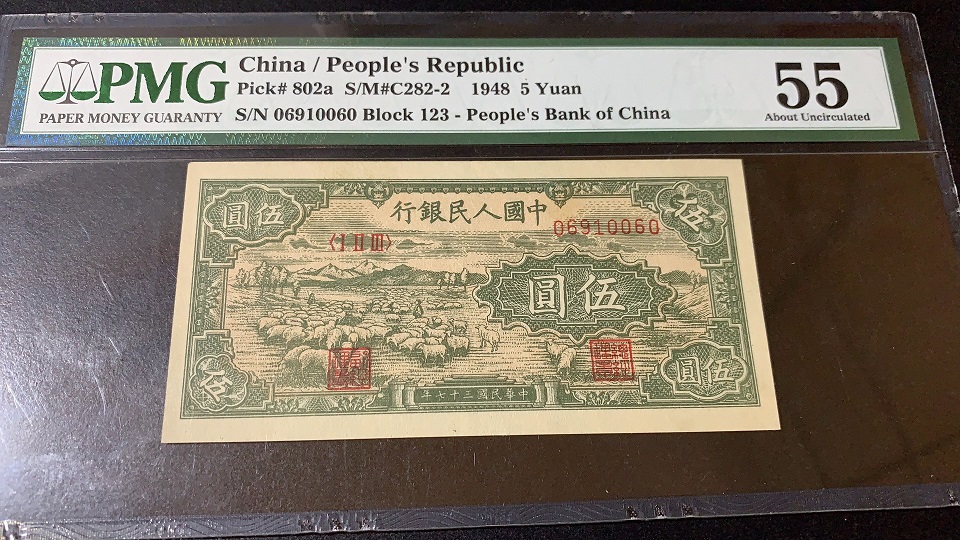 PMG
PAPER MONEY GUARANTY
China / People's Republic
Pick# 802a S/M#C282-2 1948 5 Yuan
S/N 06910060 Block 123 - People's Bank of China
55
About Uncirculated
行銀民人國中
圓伍
伍
〈I II III〉
06910060
圓伍
伍
圓伍
年七十三國民華中